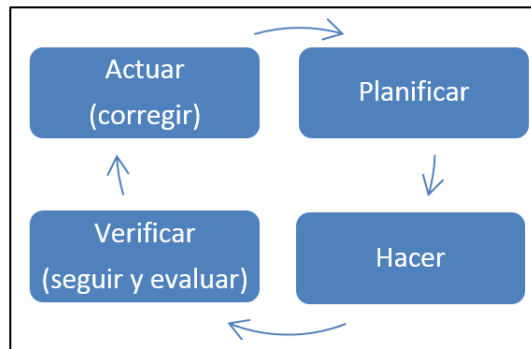 Actuar
(corregir)
Planificar
Verificar
(seguir y evaluar)
Hacer